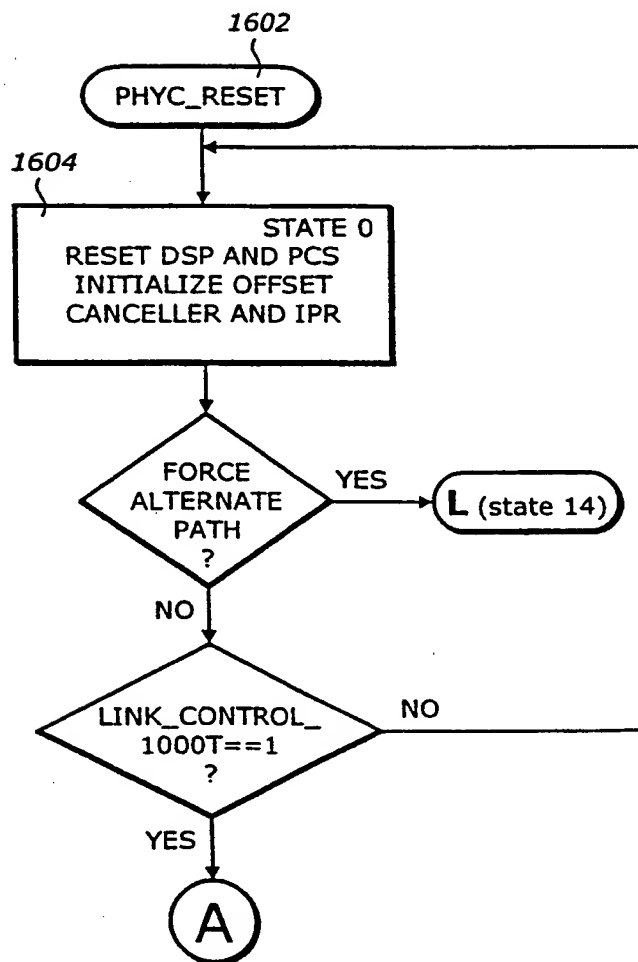 1602
PHYC_RESET
1604
STATE 0
RESET DSP AND PCS
INITIALIZE OFFSET
CANCELLER AND IPR
FORCE
ALTERNATE
PATH
?
YES
L (state 14)
NO
LINK_CONTROL_
1000T==1
?
NO
YES
A